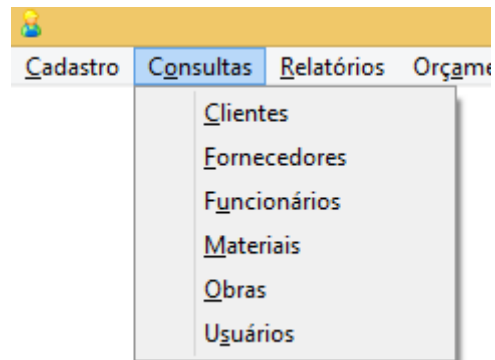 Cadastro Consultas Relatórios
Clientes
Fornecedores
Funcionários
Materiais
Obras
Usuários